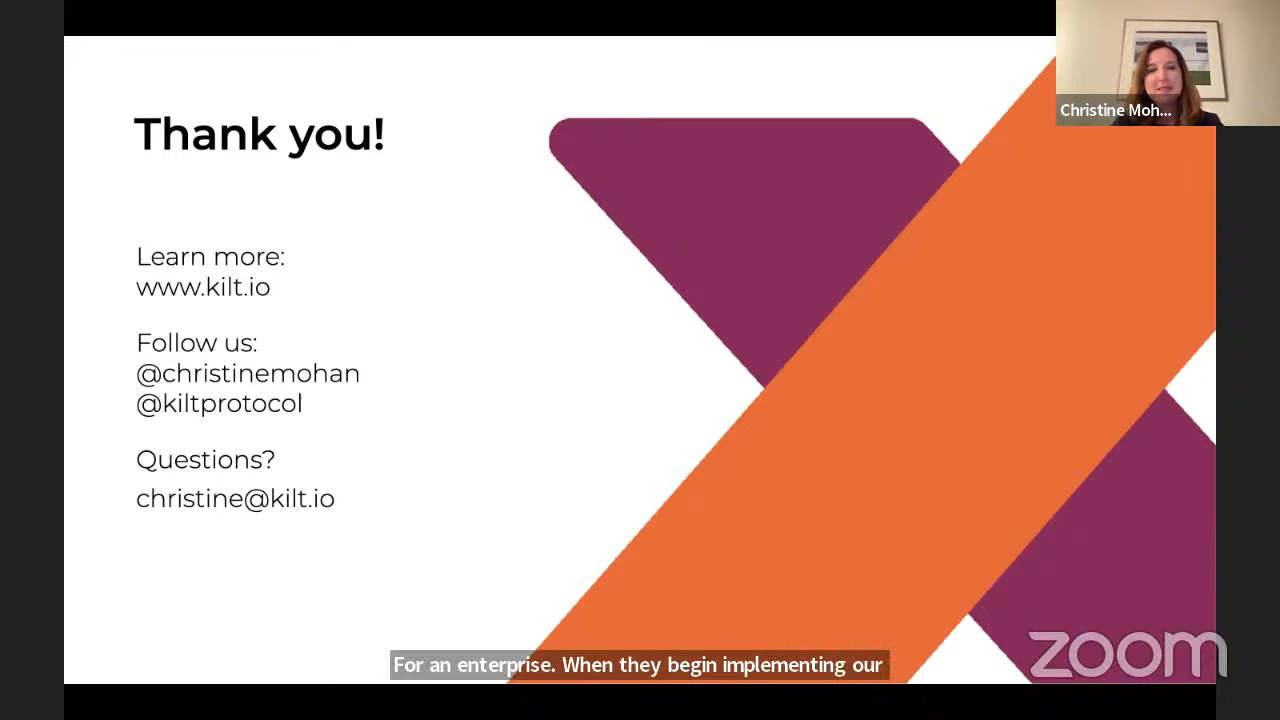 Christine Moh...
Thank you!
Learn more:
www.kilt.io
Follow us:
@christinemohan
@kiltprotocol
Questions?
christine@kilt.io
For an enterprise. When they begin implementing our
zoom